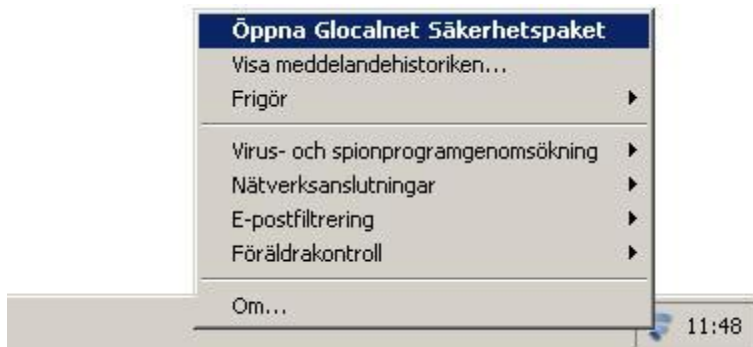 Öppna Glocalnet Säkerhetspaket
Visa meddelandehistoriken...
Frigör
Virus- och spionprogramgenomsökning
Nätverksanslutningar
E-postfiltrering
Föräldrakontroll
Om...
11:48